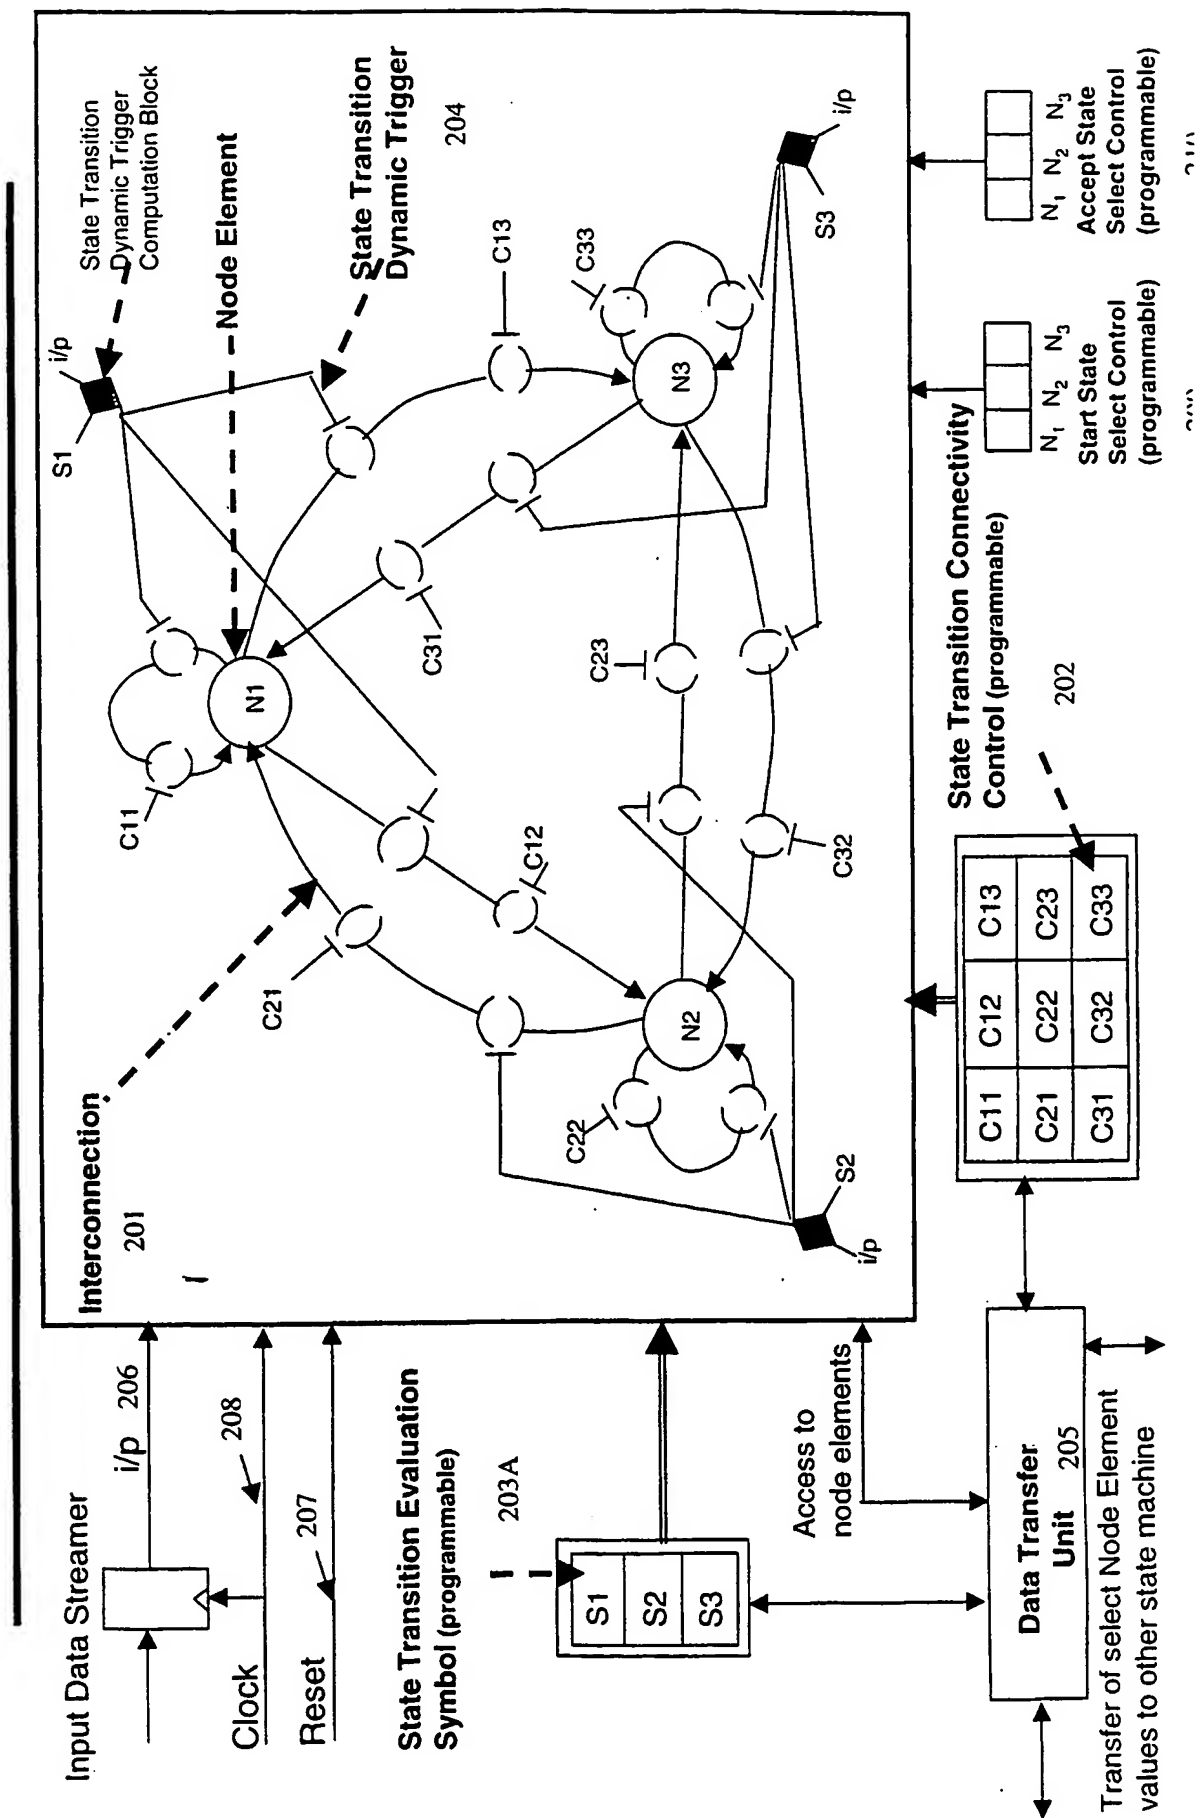 Input Data Streamer
i/p 206
Clock
208
Reset
207
State Transition Evaluation
Symbol (programmable)
203A
S1
S2
S3
Access to
node elements
Data Transfer
Unit 205
Transfer of select Node Element
values to other state machine
Interconnection
201
State Transition
Dynamic Trigger
Computation Block
Node Element
State Transition
Dynamic Trigger
204
S1
i/p
C11
N1
C21
C12
C31
C13
C33
N3
C23
C32
C22
N2
S2
i/p
S3
i/p
C11 C12 C13
C21 C22 C23
C31 C32 C33
State Transition Connectivity
Control (programmable)
202
N1 N2 N3
Start State
Select Control
(programmable)
N1 N2 N3
Accept State
Select Control
(programmable)